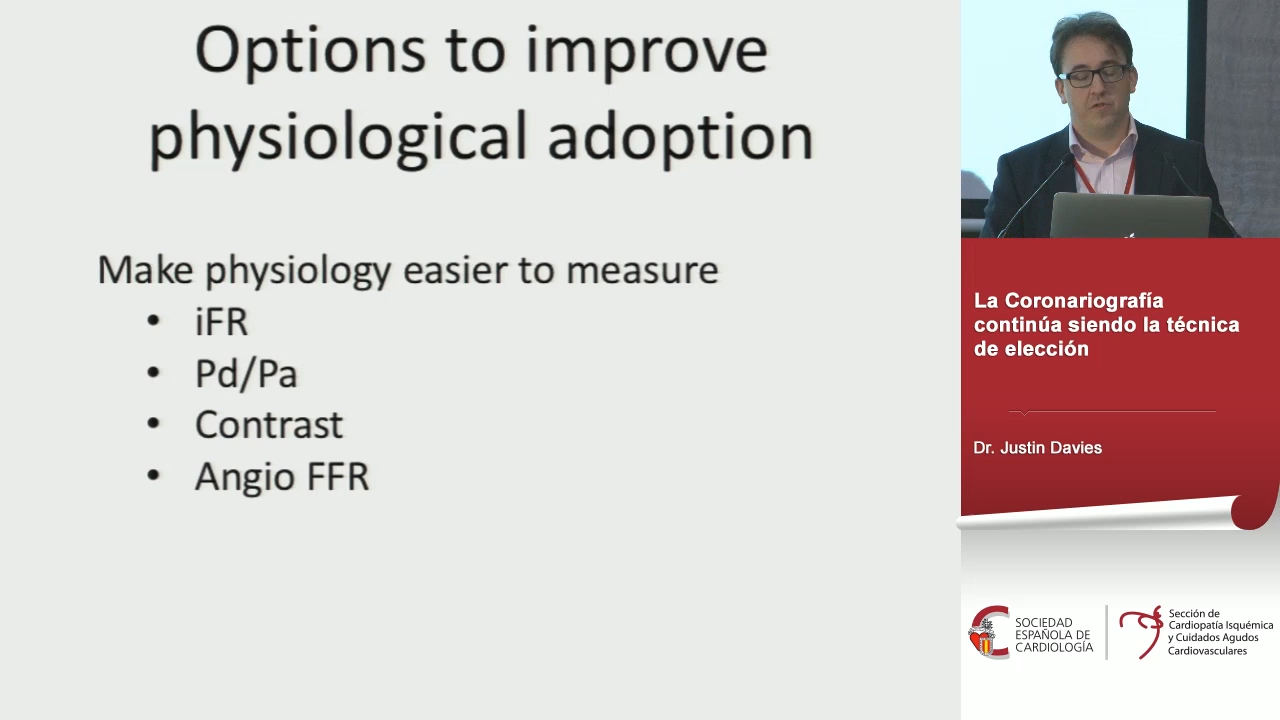 Options to improve
physiological adoption
Make physiology easier to measure
• iFR
• Pd/Pa
• Contrast
• Angio FFR
La Coronariografía
continúa siendo la técnica
de elección
Dr. Justin Davies
SOCIEDAD
ESPAÑOLA DE
CARDIOLOGÍA
Sección de
Cardiopatía Isquémica
y Cuidados Agudos
Cardiovasculares